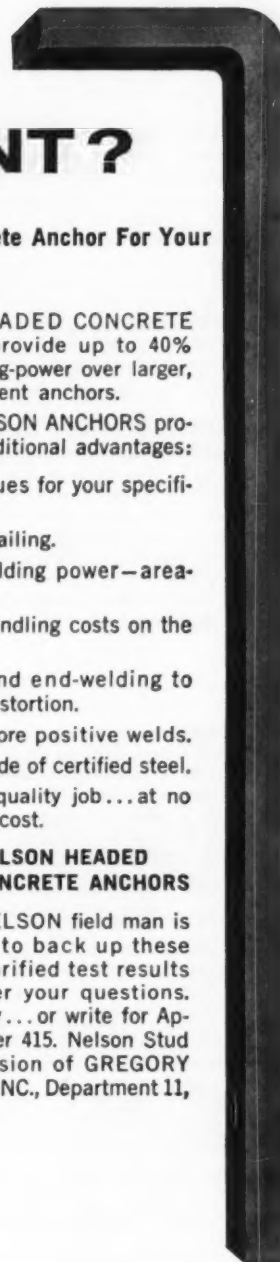 NT?
ete Anchor For Your
ADED CONCRETE
rovide up to 40%
g-power over larger,
ent anchors.
SON ANCHORS pro-
ditional advantages:
ues for your specifi-
ailing.
lding power—area-
ndling costs on the
nd end-welding to
stortion.
ore positive welds.
de of certified steel.
quality job...at no
cost.
LSON HEADED
NCRETE ANCHORS
ELSON field man is
to back up these
rified test results
er your questions.
y...or write for Ap-
er 415. Nelson Stud
sion of GREGORY
NC., Department 11,